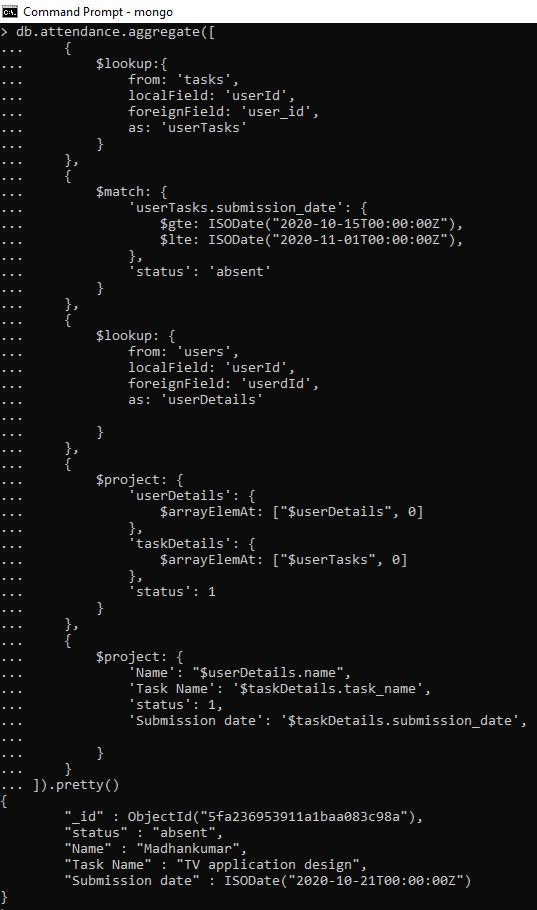 Command Prompt - mongo
> db.attendance.aggregate([
...     {
...         $lookup:{
...             from: 'tasks',
...             localField: 'userId',
...             foreignField: 'user_id',
...             as: 'userTasks'
...         }
...     },
...     {
...         $match: {
...             'userTasks.submission_date': {
...                 $gte: ISODate("2020-10-15T00:00:00Z"),
...                 $lte: ISODate("2020-11-01T00:00:00Z"),
...             },
...             'status': 'absent'
...         }
...     },
...     {
...         $lookup: {
...             from: 'users',
...             localField: 'userId',
...             foreignField: 'userdId',
...             as: 'userDetails'
...
...         }
...     },
...     {
...         $project: {
...             'userDetails': {
...                 $arrayElemAt: ["$userDetails", 0]
...             },
...             'taskDetails': {
...                 $arrayElemAt: ["$userTasks", 0]
...             },
...             'status': 1
...         }
...     },
...     {
...         $project: {
...             'Name': "$userDetails.name",
...             'Task Name': '$taskDetails.task_name',
...             'status': 1,
...             'Submission date': '$taskDetails.submission_date',
...
...         }
...     }
... ]).pretty()
{
        "_id" : ObjectId("5fa236953911a1baa083c98a"),
        "status" : "absent",
        "Name" : "Madhankumar",
        "Task Name" : "TV application design",
        "Submission date" : ISODate("2020-10-21T00:00:00Z")
}